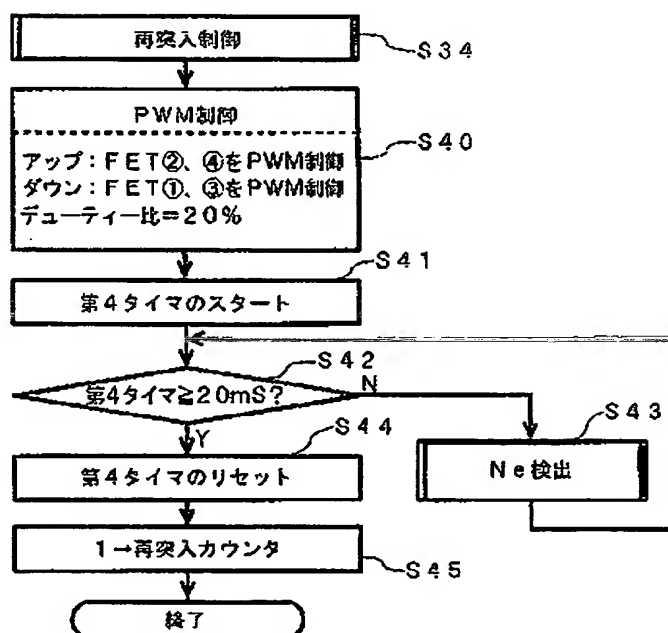 再突入制御
S34
PWM制御
アップ：FET②、④をPWM制御
ダウン：FET①、③をPWM制御
デューティー比＝20％
S40
S41
第4タイマのスタート
S42
第4タイマ≧20mS？
N
S43
Y
S44
Ne検出
第4タイマのリセット
1→再突入カウンタ
S45
終了